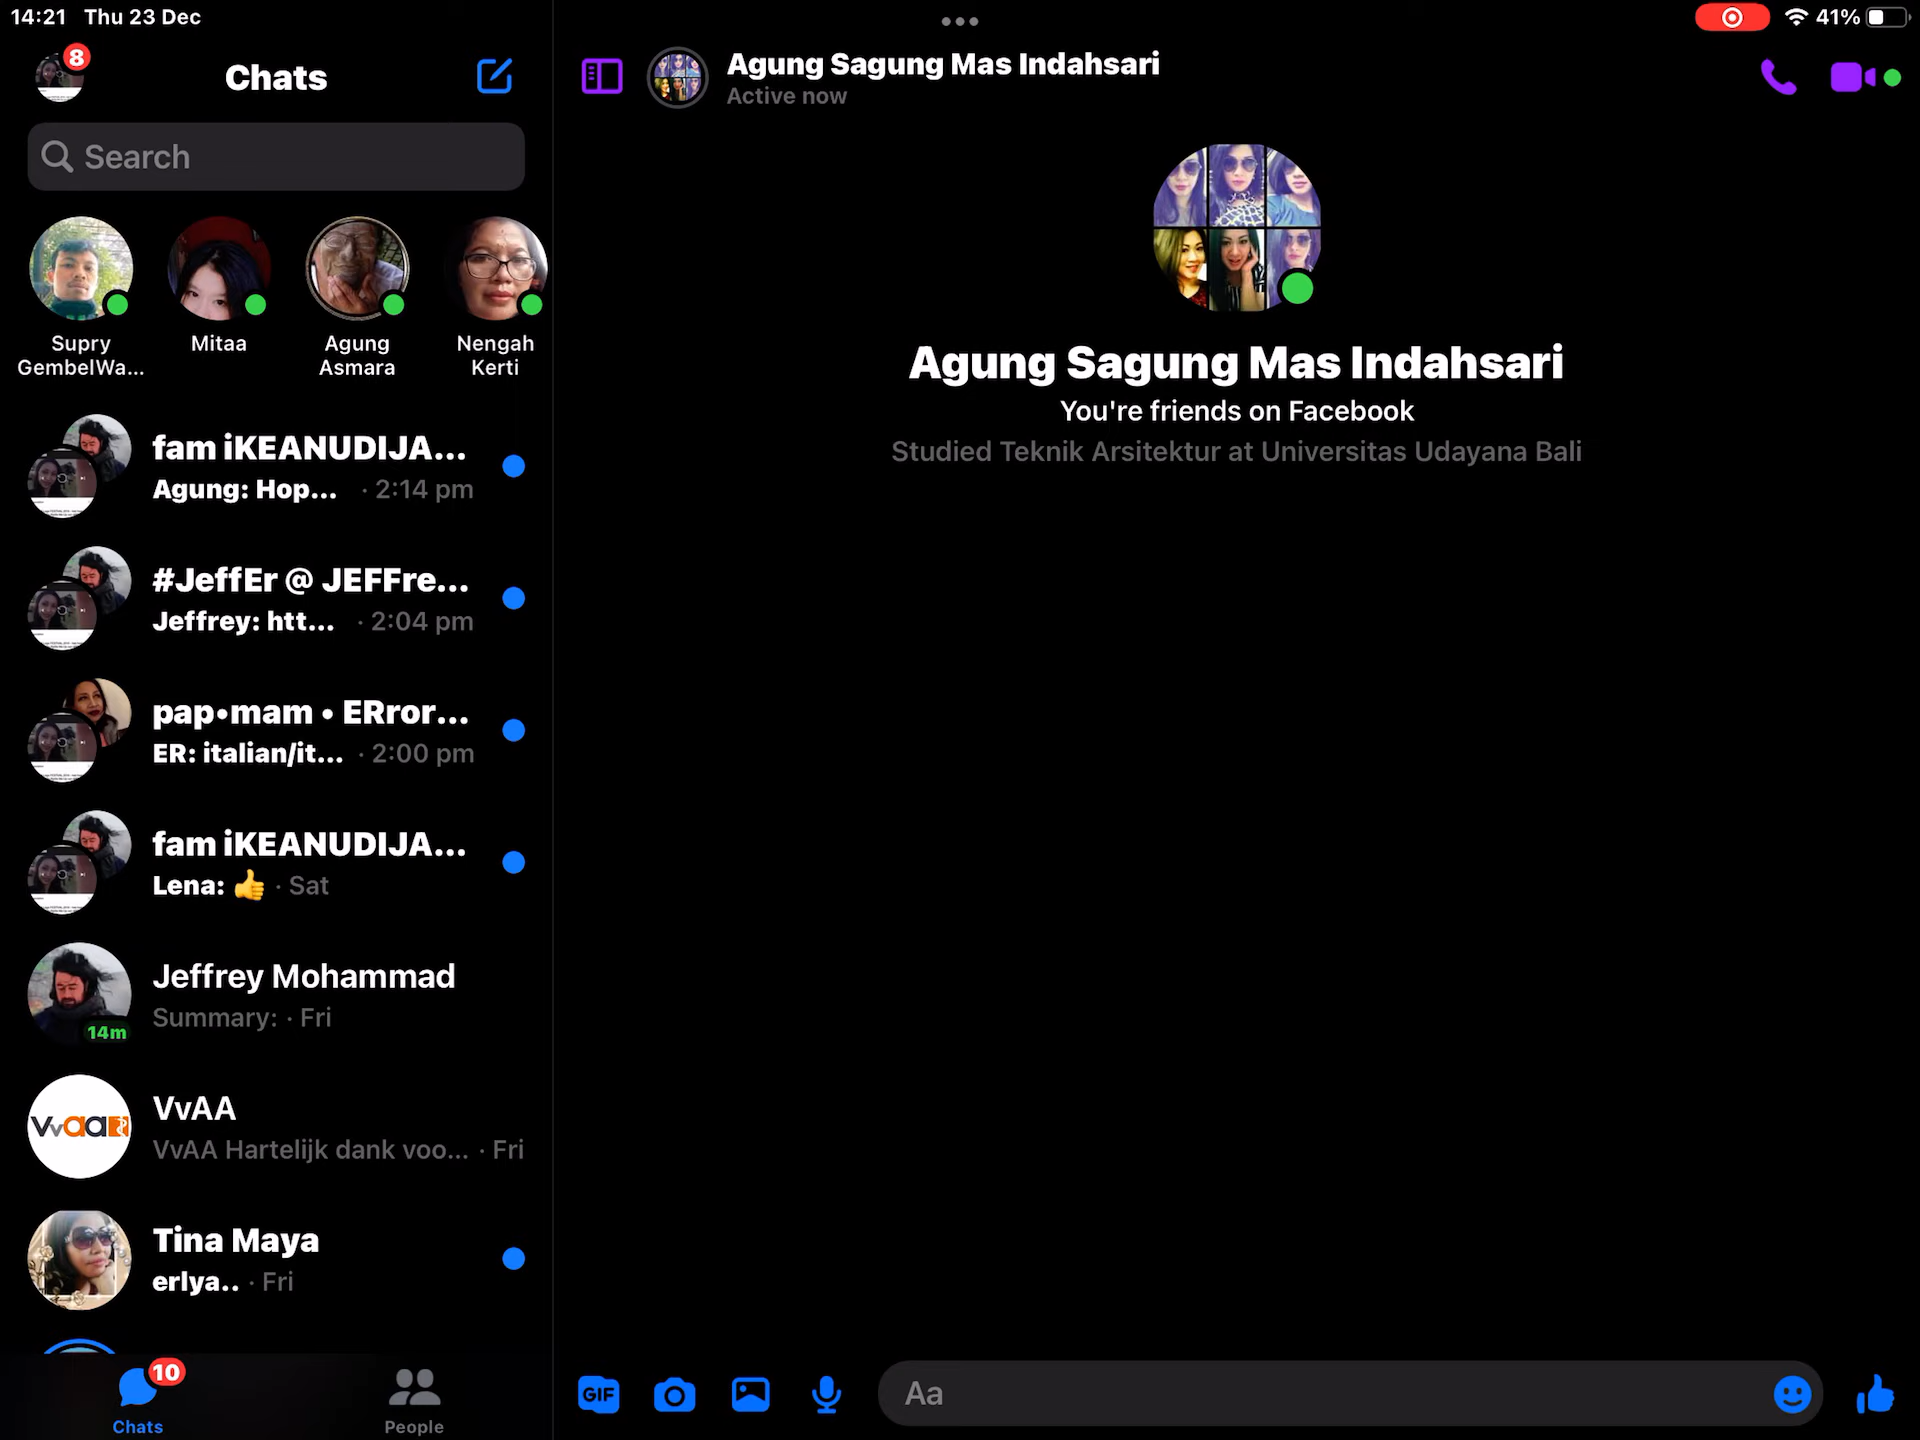 14:21 Thu 23 Dec
41%
8
Chats
Search
Supry
GembelWa...
Mitaa
Agung
Asmara
Nengah
Kerti
fam iKEANUDIJA...
Agung: Hop... · 2:14 pm
#JeffEr @ JEFFre...
Jeffrey: htt... · 2:04 pm
pap•mam • ERror...
ER: italian/it... · 2:00 pm
fam iKEANUDIJA...
Lena: 👍 · Sat
Jeffrey Mohammad
Summary: · Fri
14m
VvAA
VvAA
VvAA Hartelijk dank voo... · Fri
Tina Maya
erlya.. · Fri
10
Chats
People
Agung Sagung Mas Indahsari
Active now
Agung Sagung Mas Indahsari
You're friends on Facebook
Studied Teknik Arsitektur at Universitas Udayana Bali
GIF
Aa